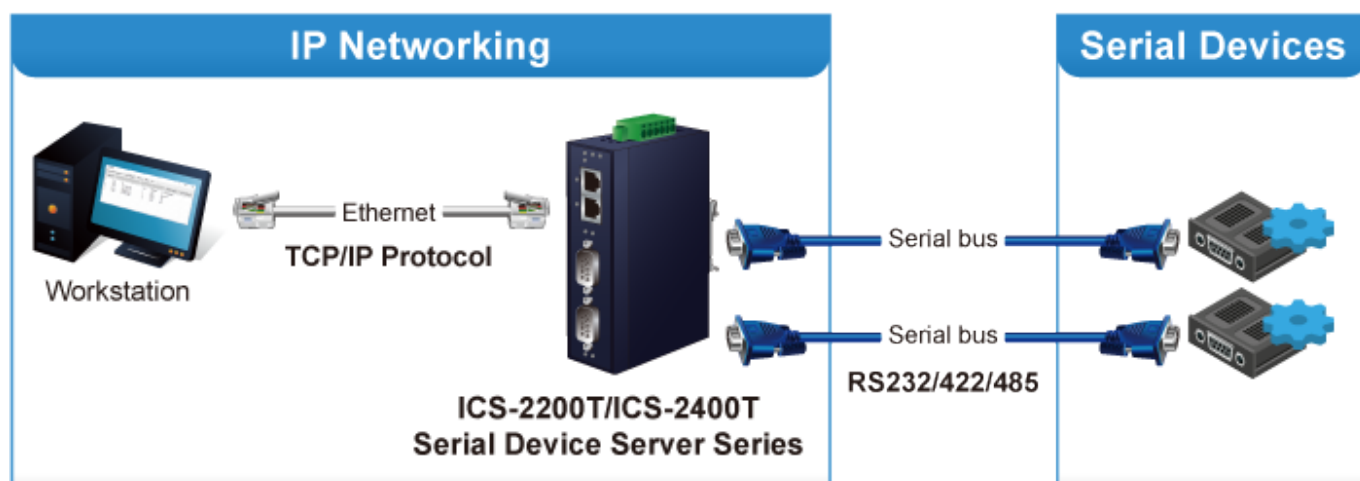 IP Networking
Serial Devices
Ethernet
TCP/IP Protocol
Workstation
Serial bus
Serial bus
RS232/422/485
ICS-2200T/ICS-2400T
Serial Device Server Series